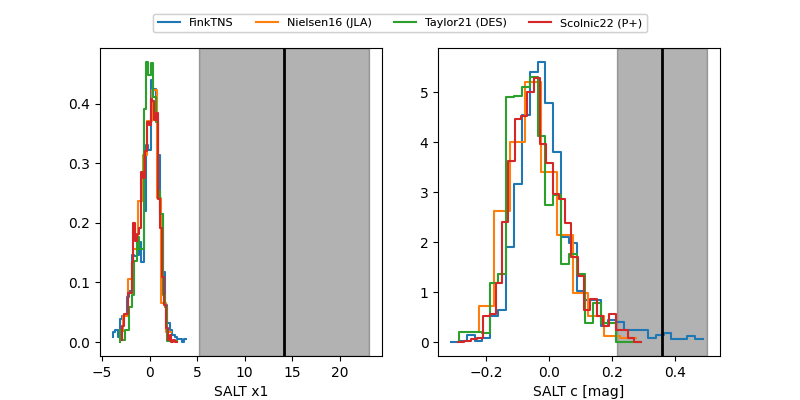 FinkTNS Nielsen16 (JLA) Taylor21 (DES) Scolnic22 (P+)
0.4
0.3
0.2
0.1
0.0
−5 0 5 10 15 20
SALT x1
5
4
3
2
1
0
−0.2 0.0 0.2 0.4
SALT c [mag]